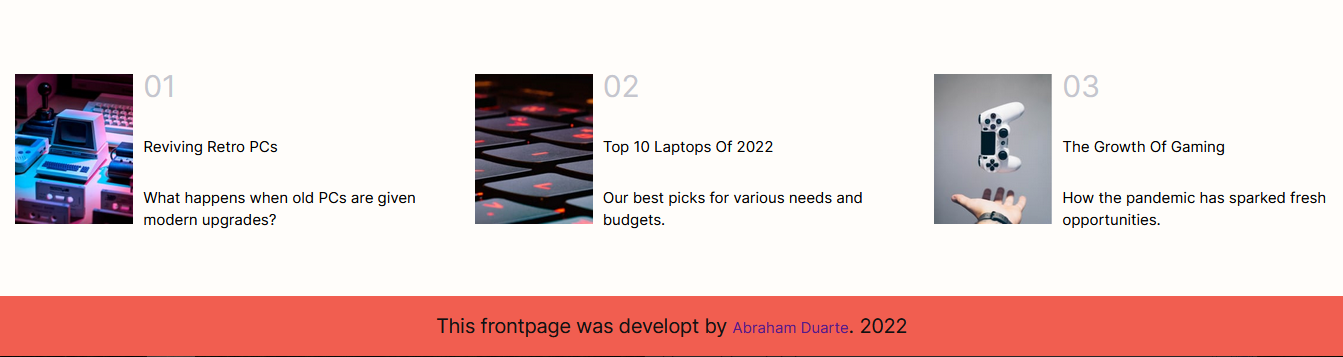 01
Reviving Retro PCs
What happens when old PCs are given
modern upgrades?
02
Top 10 Laptops Of 2022
Our best picks for various needs and
budgets.
03
The Growth Of Gaming
How the pandemic has sparked fresh
opportunities.
This frontpage was developt by Abraham Duarte. 2022